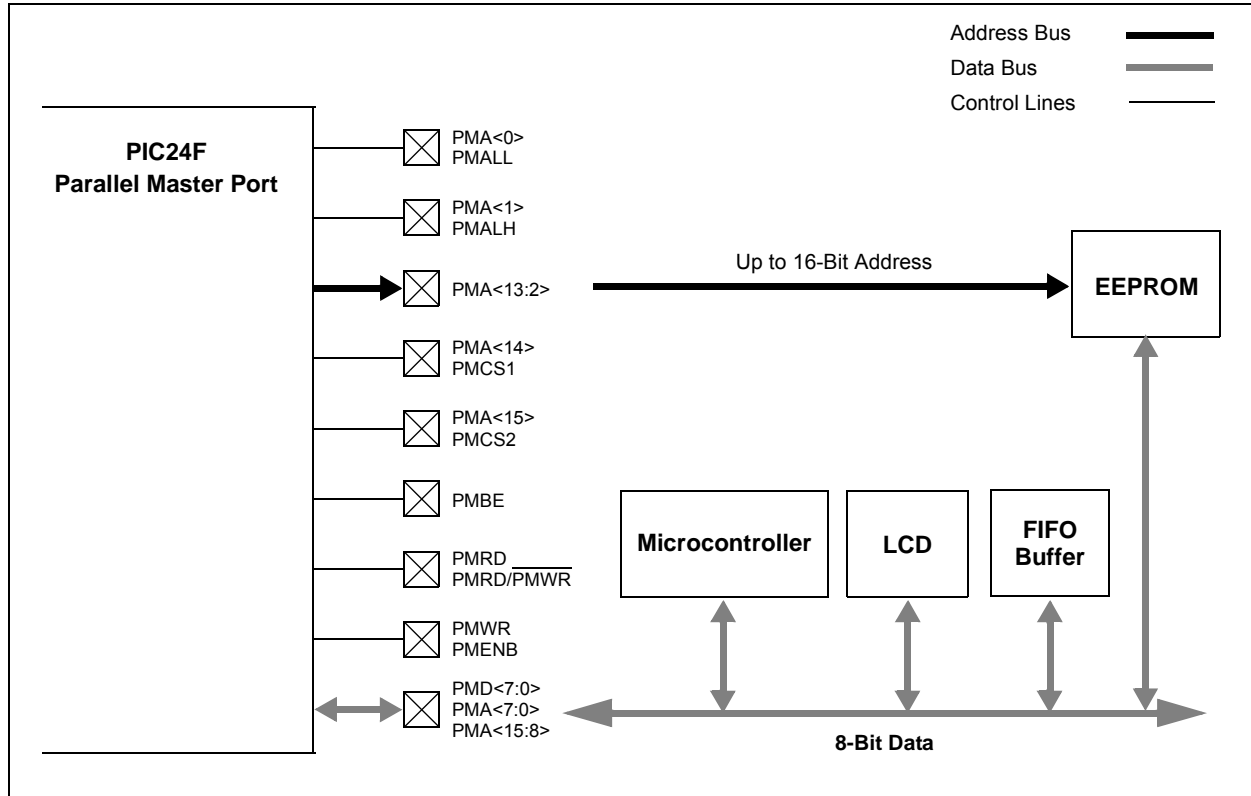 Address Bus
Data Bus
Control Lines
PIC24F
Parallel Master Port
PMA<0>
PMALL
PMA<1>
PMALH
PMA<13:2>
Up to 16-Bit Address
EEPROM
PMA<14>
PMCS1
PMA<15>
PMCS2
PMBE
Microcontroller
LCD
FIFO
Buffer
PMRD
PMRD/PMWR
PMWR
PMENB
PMD<7:0>
PMA<7:0>
PMA<15:8>
8-Bit Data